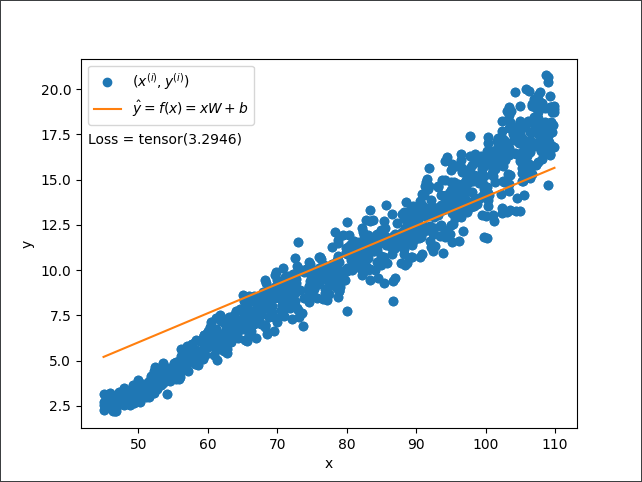 (x^(i), y^(i))
ŷ = f(x) = xW + b
Loss = tensor(3.2946)
20.0
17.5
15.0
12.5
10.0
7.5
5.0
2.5
y
50 60 70 80 90 100 110
x